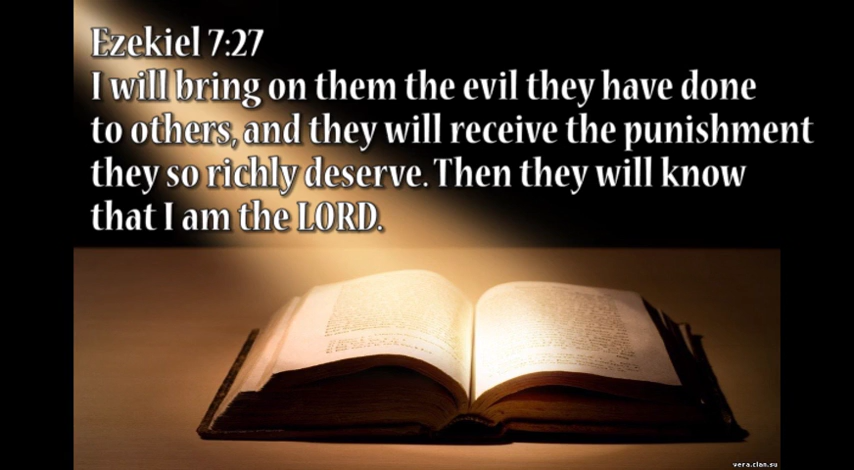 Ezekiel 7:27
I will bring on them the evil they have done
to others, and they will receive the punishment
they so richly deserve. Then they will know
that I am the LORD.
vera.clan.su